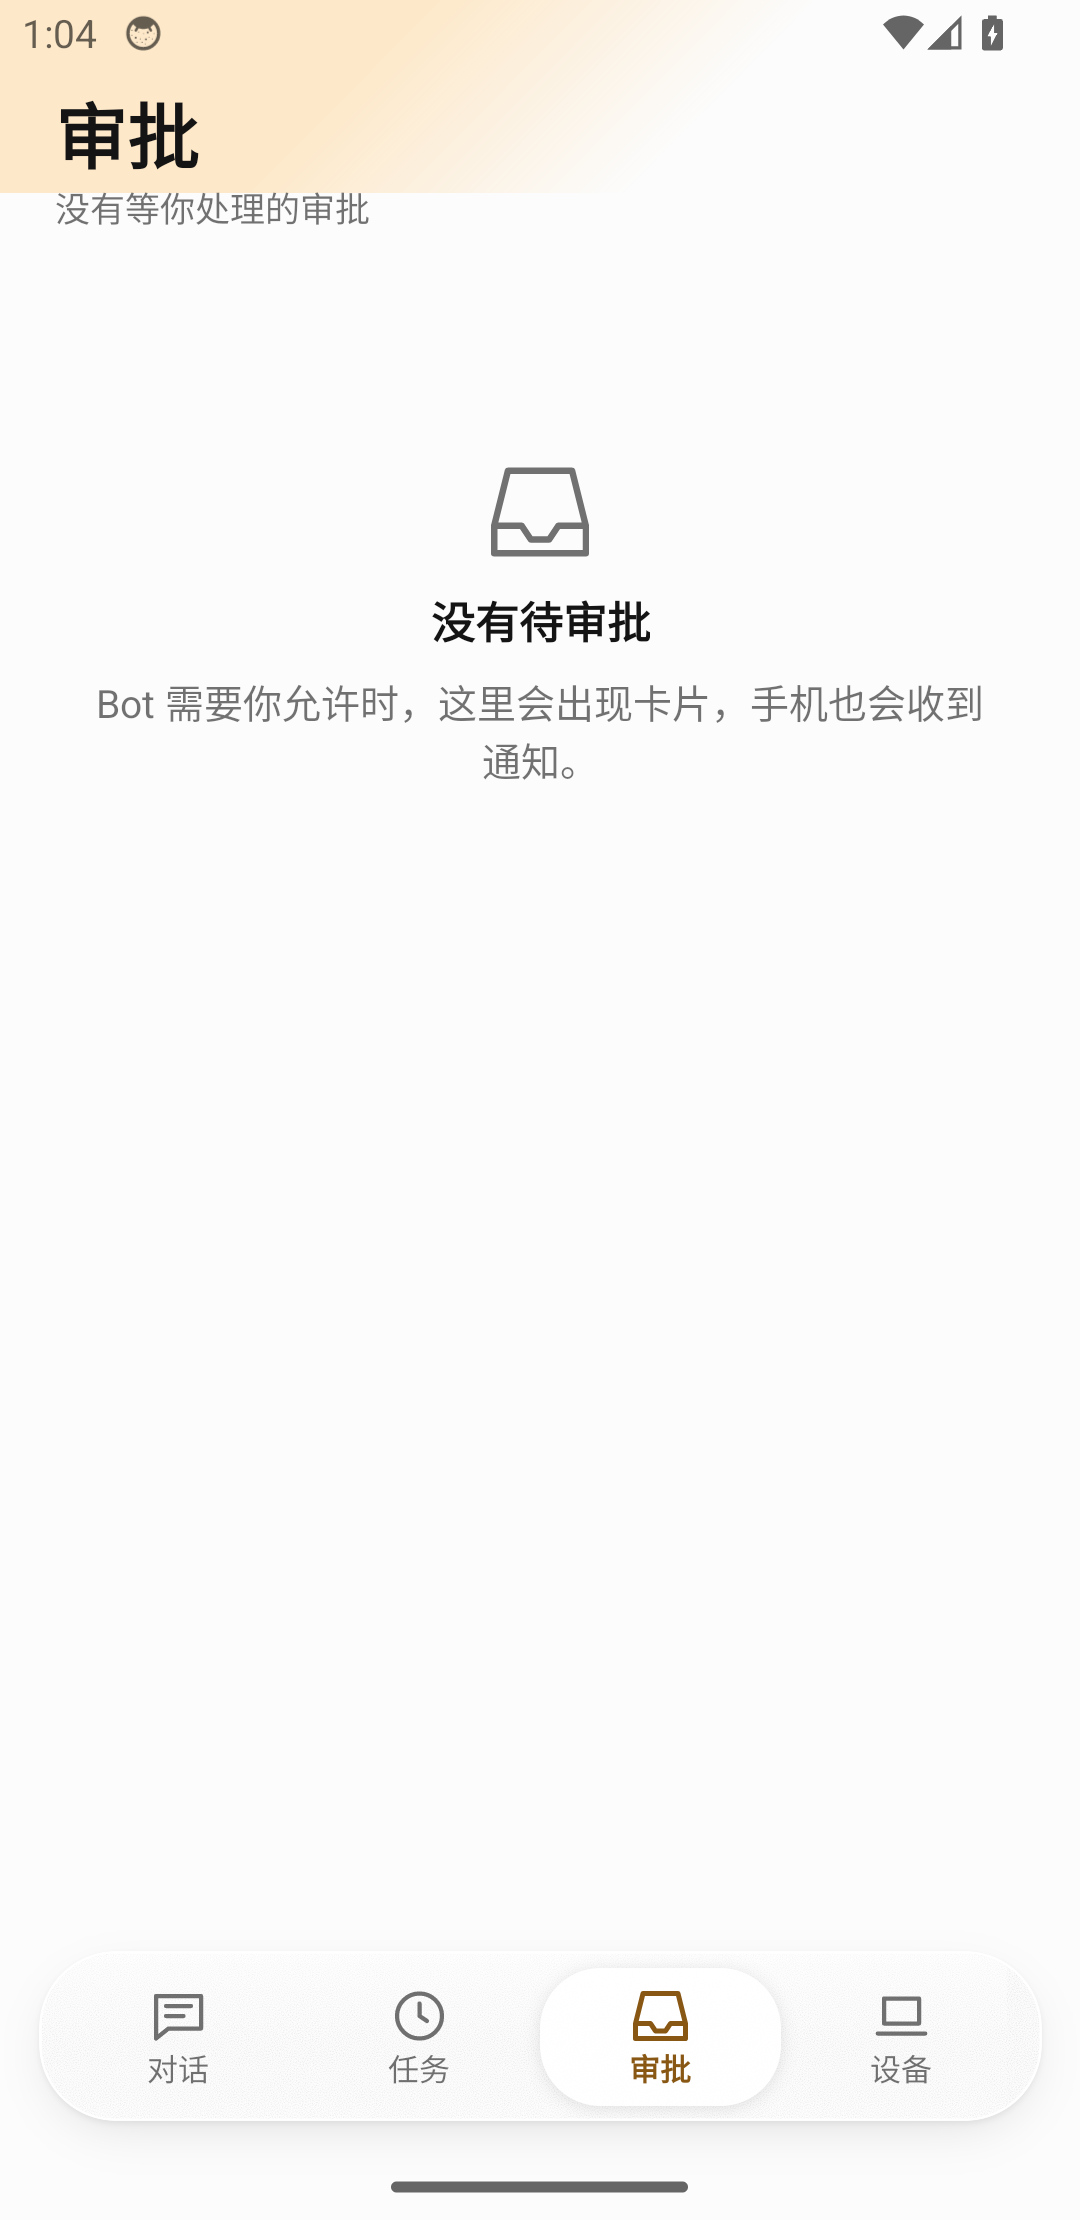 1:04
审批
没有等你处理的审批
没有待审批
Bot 需要你允许时，这里会出现卡片，手机也会收到
通知。
对话
任务
审批
设备